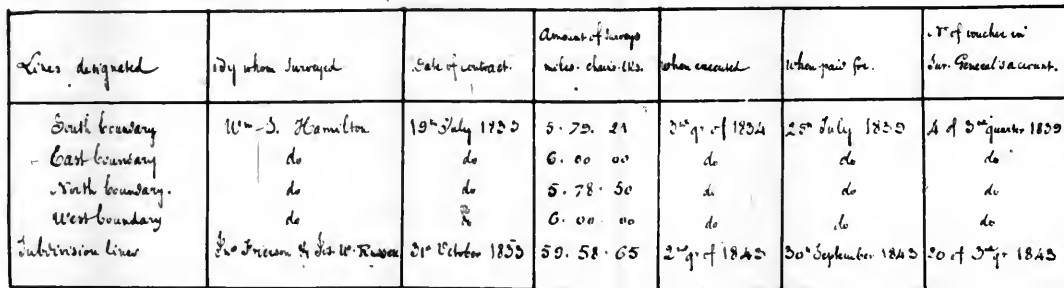 Lines designated | By whom Surveyed | Date of contract. | Amount of Surveys miles. chains. lks. | When executed | When paid for. | No of voucher in Sur. General's account.
South boundary | Wm S. Hamilton | 19th July 1833 | 5. 79. 21 | 3rd qr of 1834 | 25th July 1839 | 4 of 3rd quarter 1839
East boundary | do | do | 6. 00 00 | do | do | do
North boundary. | do | do | 5. 78. 50 | do | do | do
West boundary | do | do | 6. 00. 00 | do | do | do
Subdivision lines | 31st October 1833 | 59. 58. 65 | 2nd qr of 1843 | 30th September 1843 | 20 of 3rd qr 1843